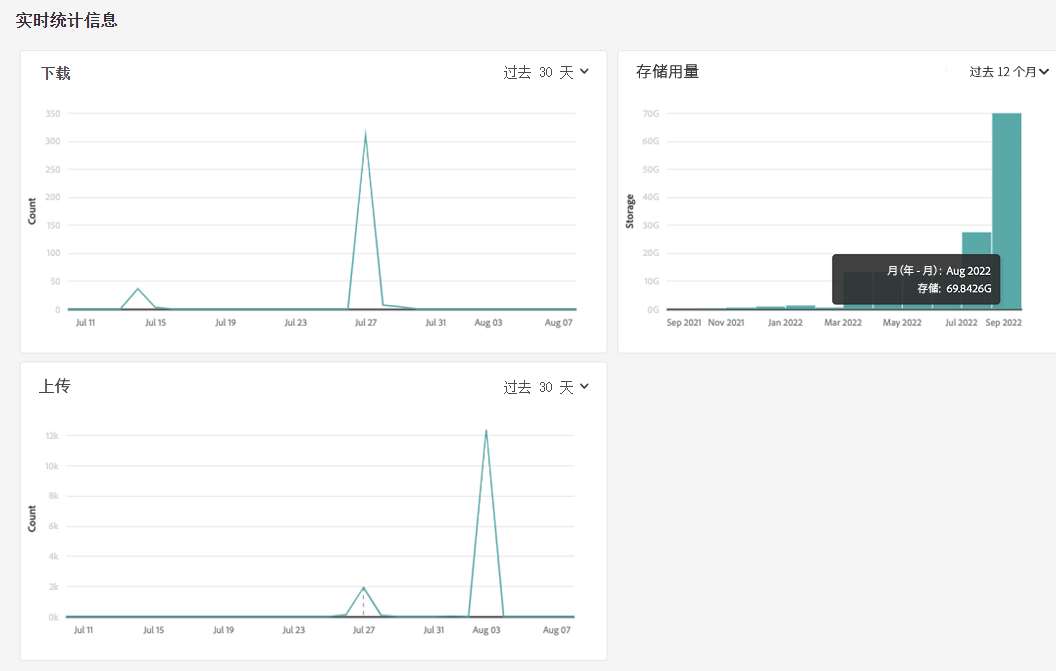 实时统计信息
下载
过去 30 天
350
300
250
200
150
100
50
0
Count
Jul 11 Jul 15 Jul 19 Jul 23 Jul 27 Jul 31 Aug 03 Aug 07
存储用量
过去 12 个月
70G
60G
50G
40G
30G
20G
10G
0G
Storage
月(年 - 月): Aug 2022
存储: 69.8426G
Sep 2021 Nov 2021 Jan 2022 Mar 2022 May 2022 Jul 2022 Sep 2022
上传
过去 30 天
12k
10k
8k
6k
4k
2k
0k
Count
Jul 11 Jul 15 Jul 19 Jul 23 Jul 27 Jul 31 Aug 03 Aug 07